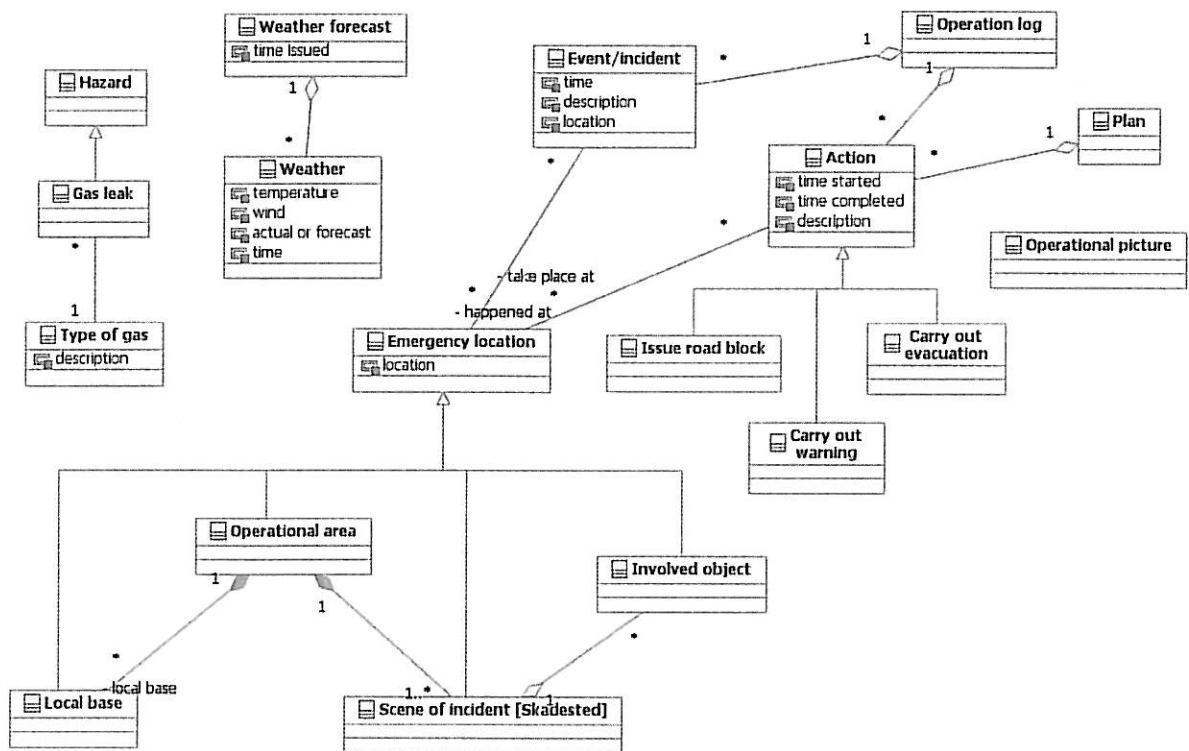 Weather forecast
time Issued
1
*
Weather
temperature
wind
actual or forecast
time
Hazard
Gas leak
*
1
Type of gas
description
Event/incident
time
description
location
*
*
1
Operation log
1
*
Action
time started
time completed
description
*
*
1
Plan
Operational picture
- take place at
*
*
- happened at
Emergency location
location
Issue road block
Carry out
evacuation
Carry out
warning
Operational area
1
1
Involved object
*
*
- local base
Local base
1..*
1
Scene of incident [Skadested]